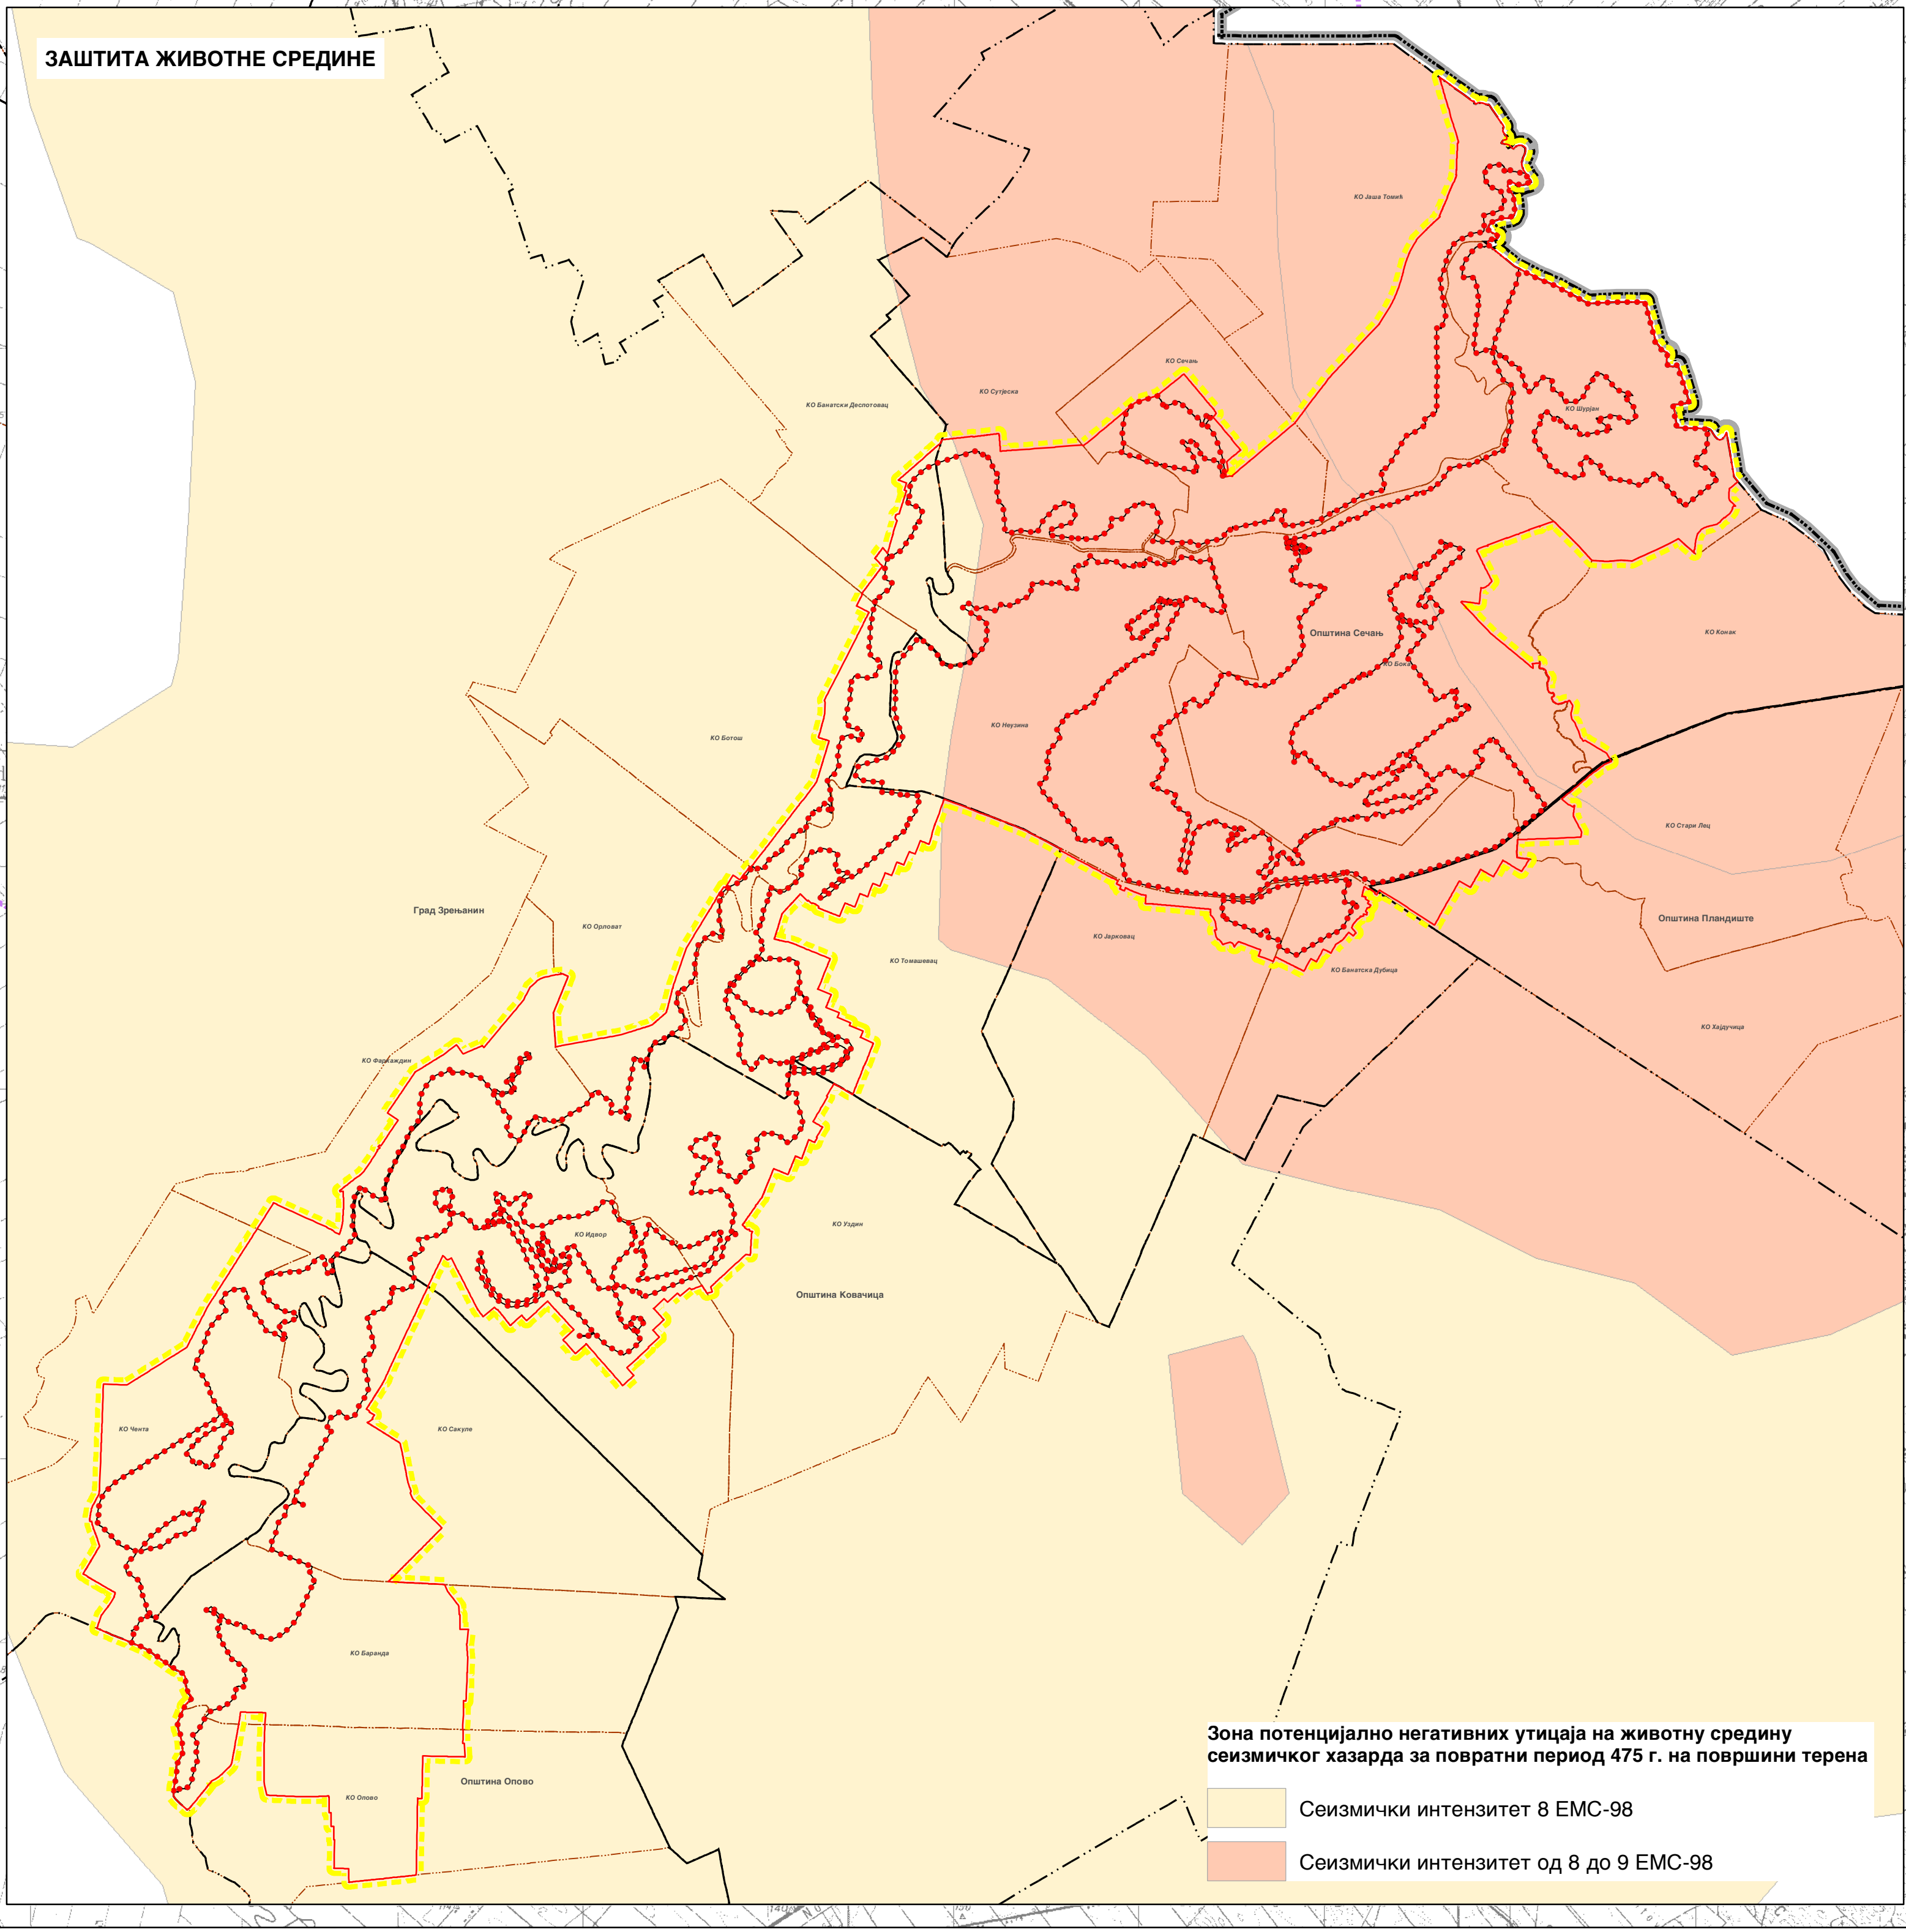 ЗАШТИТА ЖИВОТНЕ СРЕДИНЕ
КО Јаша Томић
КО Сечањ
КО Сутјеска
КО Банатски Деспотовац
КО Шурјан
Општина Сечањ
КО Конак
КО Бока
КО Неузина
КО Ботош
КО Стари Лец
Град Зрењанин
Општина Пландиште
КО Орловат
КО Јарковац
КО Томашевац
КО Банатска Дубица
КО Хајдучица
КО Фаркаждин
КО Уздин
КО Идвор
Општина Ковачица
КО Чента
КО Сакуле
КО Баранда
Општина Опово
КО Опово
Зона потенцијално негативних утицаја на животну средину
сеизмичког хазарда за повратни период 475 г. на површини терена
Сеизмички интензитет 8 ЕМС-98
Сеизмички интензитет од 8 до 9 ЕМС-98